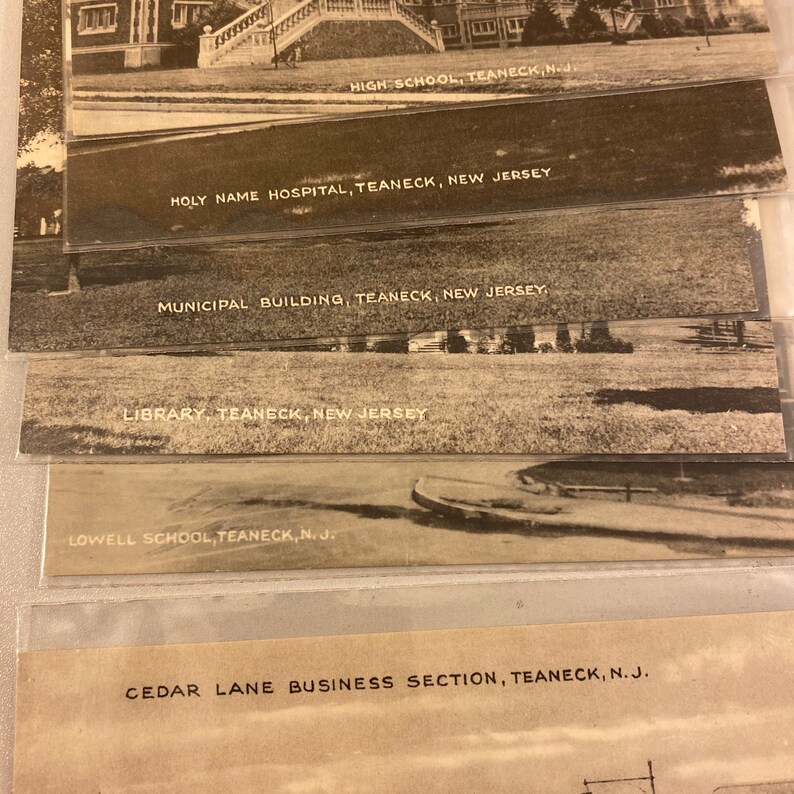 HIGH SCHOOL, TEANECK, N.J.
HOLY NAME HOSPITAL, TEANECK, NEW JERSEY
MUNICIPAL BUILDING, TEANECK, NEW JERSEY.
LIBRARY, TEANECK, NEW JERSEY
LOWELL SCHOOL, TEANECK, N.J.
CEDAR LANE BUSINESS SECTION, TEANECK, N.J.